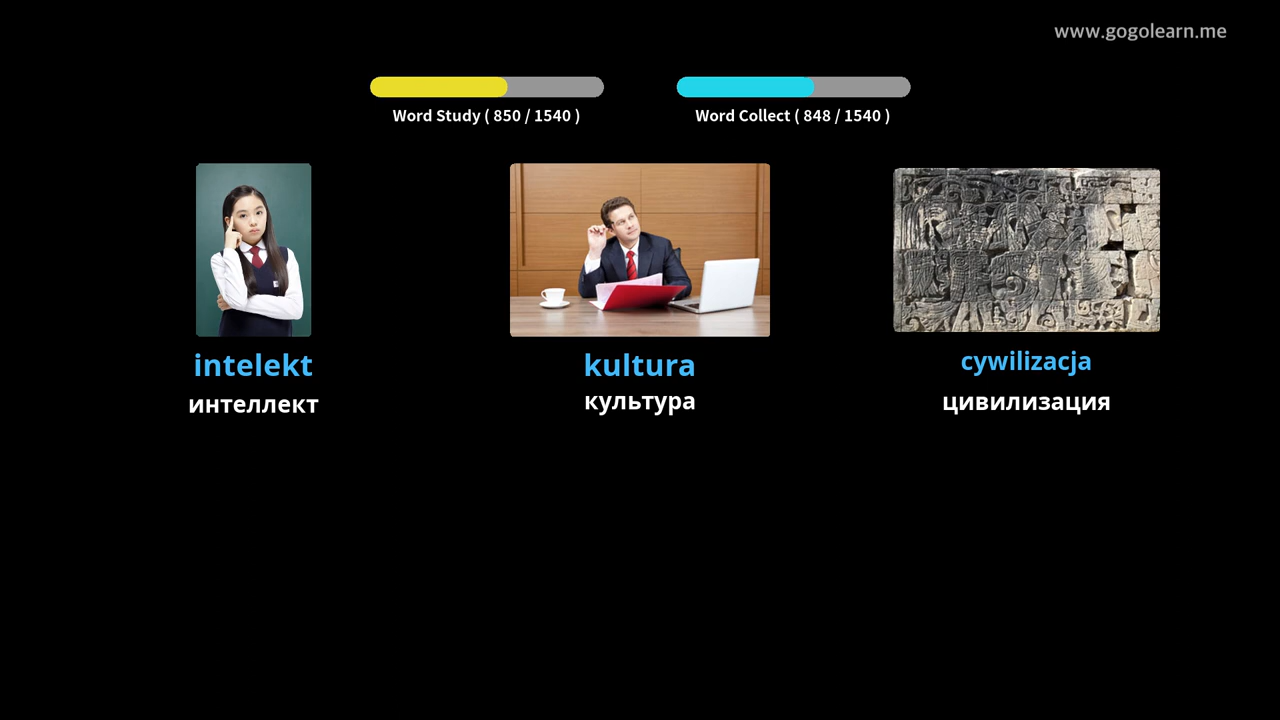 www.gogolearn.me
Word Study ( 850 / 1540 )
Word Collect ( 848 / 1540 )
intelekt
интеллект
kultura
культура
cywilizacja
цивилизация